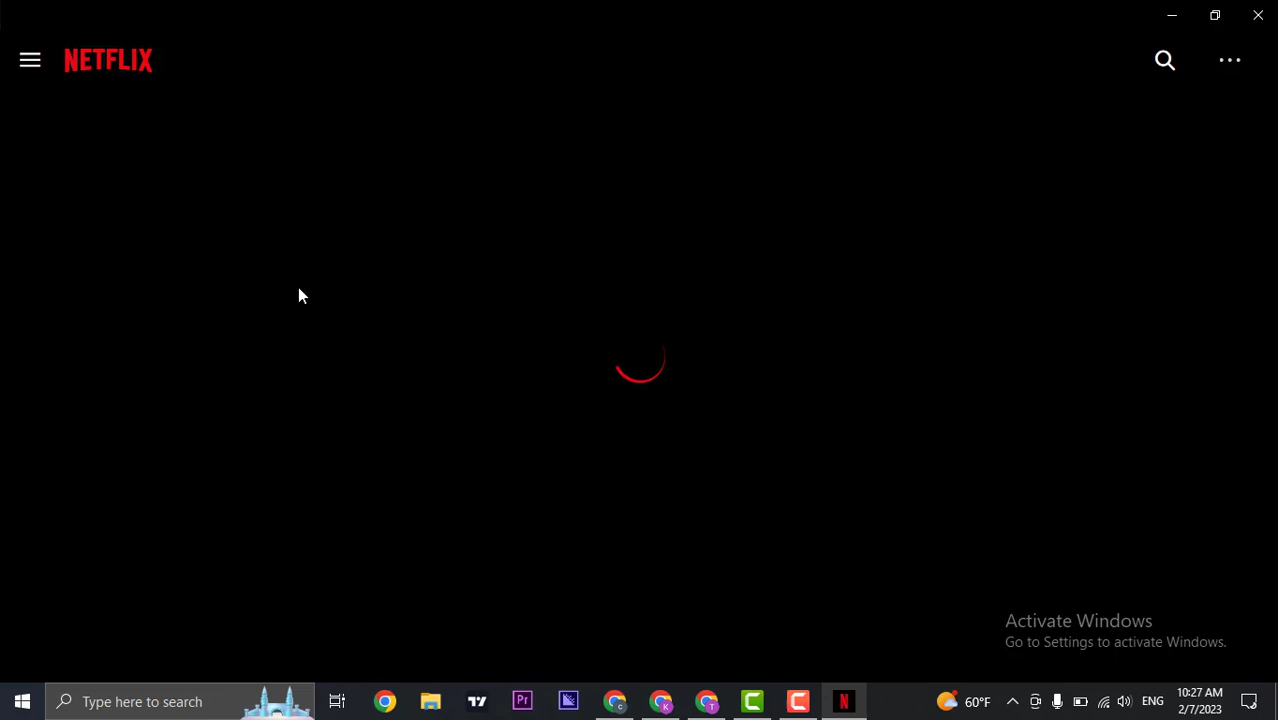 NETFLIX
Activate Windows
Go to Settings to activate Windows.
Type here to search
Pr
c
K
T
N
60°F
ENG
10:27 AM
2/7/2023